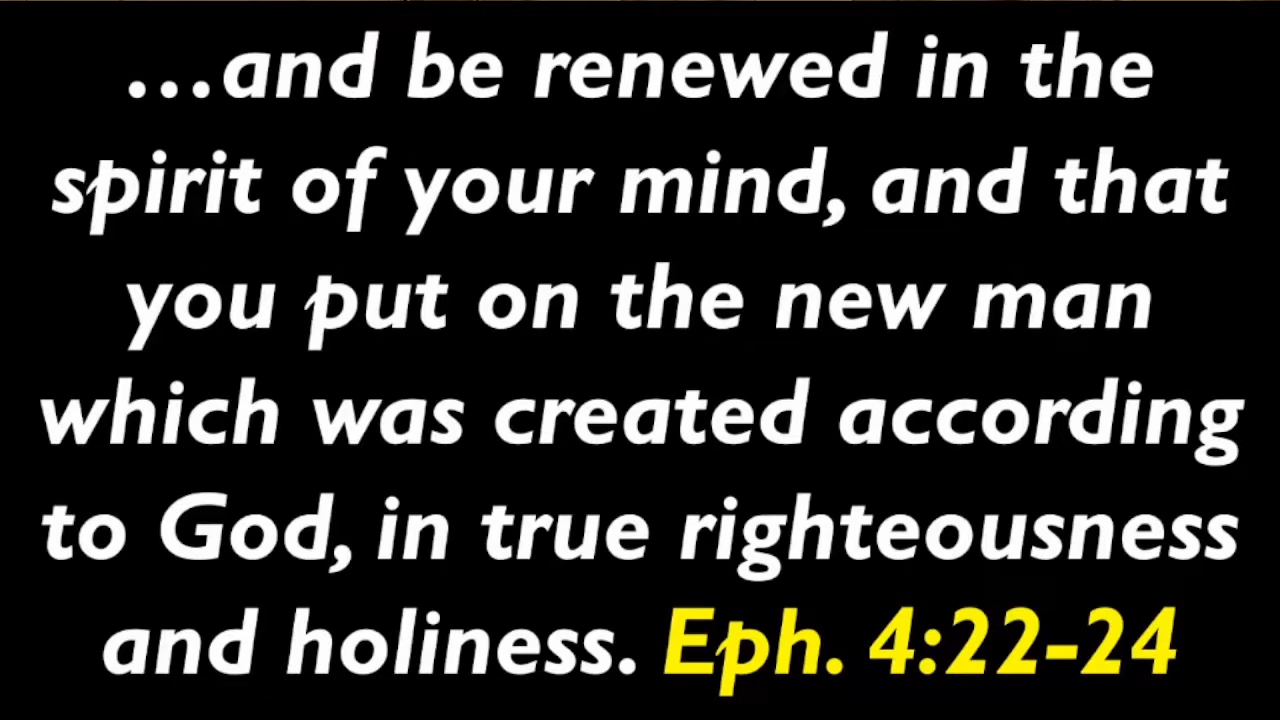 ...and be renewed in the
spirit of your mind, and that
you put on the new man
which was created according
to God, in true righteousness
and holiness. Eph. 4:22-24